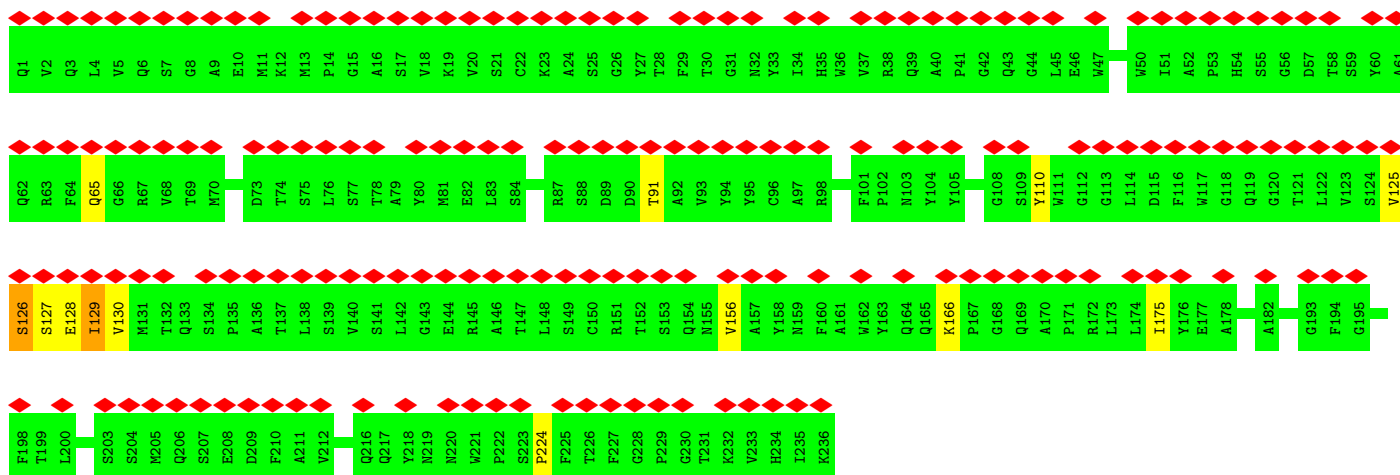 Q1 V2 Q3 L4 V5 Q6 S7 G8 A9 E10 M11 K12 M13 P14 G15 A16 S17 V18 K19 V20 S21 C22 K23 A24 S25 G26 Y27 T28 F29 T30 G31 N32 Y33 I34 H35 W36 V37 R38 Q39 A40 P41 G42 Q43 G44 L45 E46 W47 W50 I51 A52 P53 H54 S55 G56 D57 T58 S59 Y60 A61
Q62 R63 F64 Q65 G66 R67 V68 T69 M70 D73 T74 S75 L76 S77 T78 A79 Y80 M81 E82 L83 S84 R87 S88 D89 D90 T91 A92 V93 Y94 Y95 C96 A97 R98 F101 P102 N103 Y104 Y105 G108 S109 Y110 W111 G112 G113 L114 D115 F116 W117 G118 Q119 G120 T121 L122 V123 S124 V125
S126 S127 E128 I129 V130 M131 T132 Q133 S134 P135 A136 T137 L138 S139 V140 S141 L142 G143 E144 R145 A146 T147 L148 S149 C150 R151 T152 S153 Q154 N155 V156 A157 Y158 N159 F160 A161 W162 Y163 Q164 Q165 K166 P167 G168 Q169 A170 P171 R172 L173 L174 I175 Y176 E177 A178 A182 G193 F194 G195
F198 T199 L200 S203 S204 M205 Q206 S207 E208 D209 F210 A211 V212 Q216 Q217 Y218 N219 N220 W221 P222 S223 P224 F225 T226 F227 G228 P229 G230 T231 K232 V233 H234 I235 K236